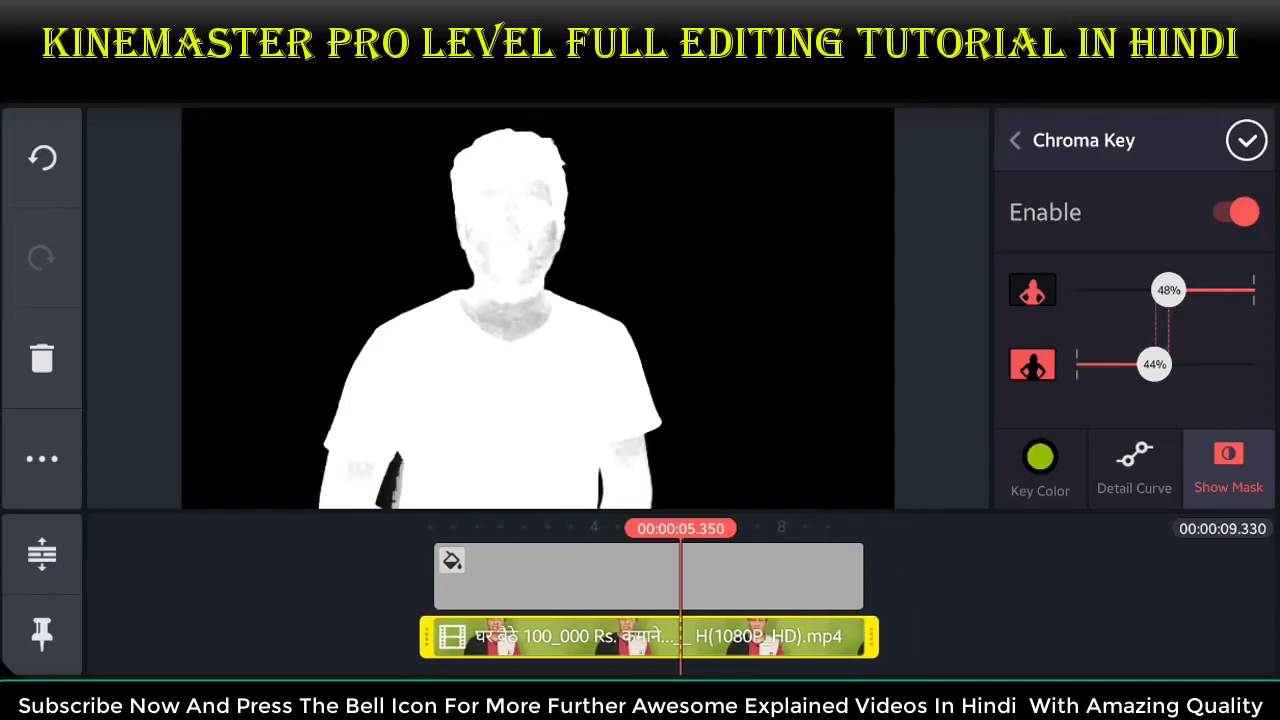 KINEMASTER PRO LEVEL FULL EDITING TUTORIAL IN HINDI
Chroma Key
Enable
48%
44%
Key Color
Detail Curve
Show Mask
4
00:00:05.350
8
00:00:09.330
घर बैठे 100_000 Rs. कमाने...__ H(1080P_HD).mp4
Subscribe Now And Press The Bell Icon For More Further Awesome Explained Videos In Hindi With Amazing Quality